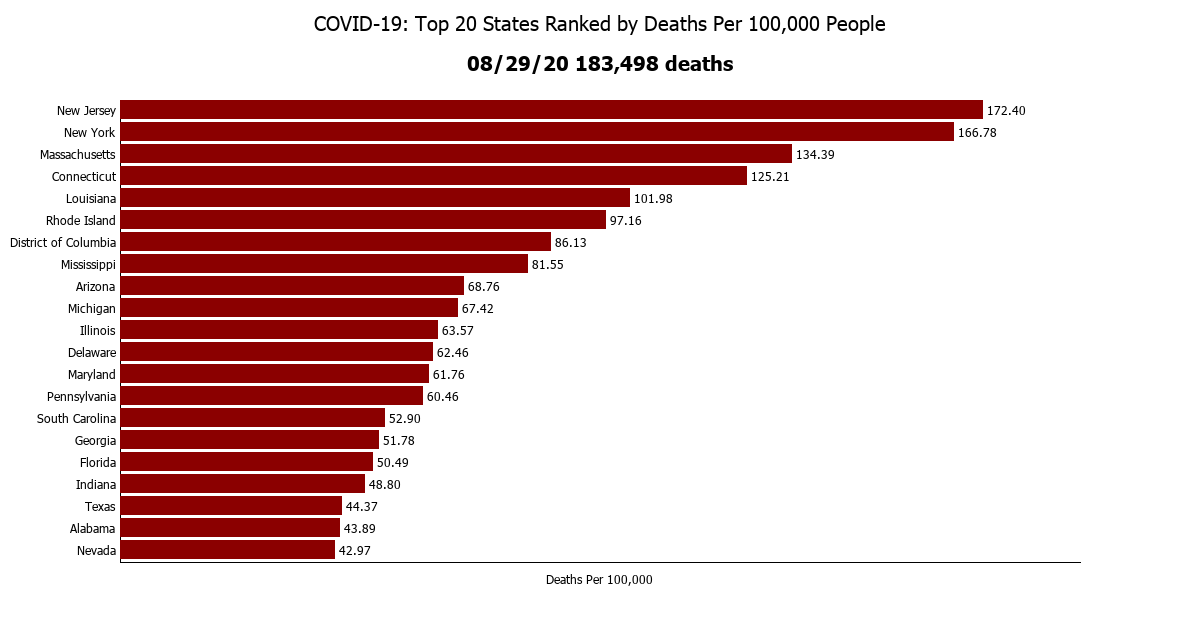 COVID-19: Top 20 States Ranked by Deaths Per 100,000 People
08/29/20 183,498 deaths
New Jersey 172.40
New York 166.78
Massachusetts 134.39
Connecticut 125.21
Louisiana 101.98
Rhode Island 97.16
District of Columbia 86.13
Mississippi 81.55
Arizona 68.76
Michigan 67.42
Illinois 63.57
Delaware 62.46
Maryland 61.76
Pennsylvania 60.46
South Carolina 52.90
Georgia 51.78
Florida 50.49
Indiana 48.80
Texas 44.37
Alabama 43.89
Nevada 42.97
Deaths Per 100,000